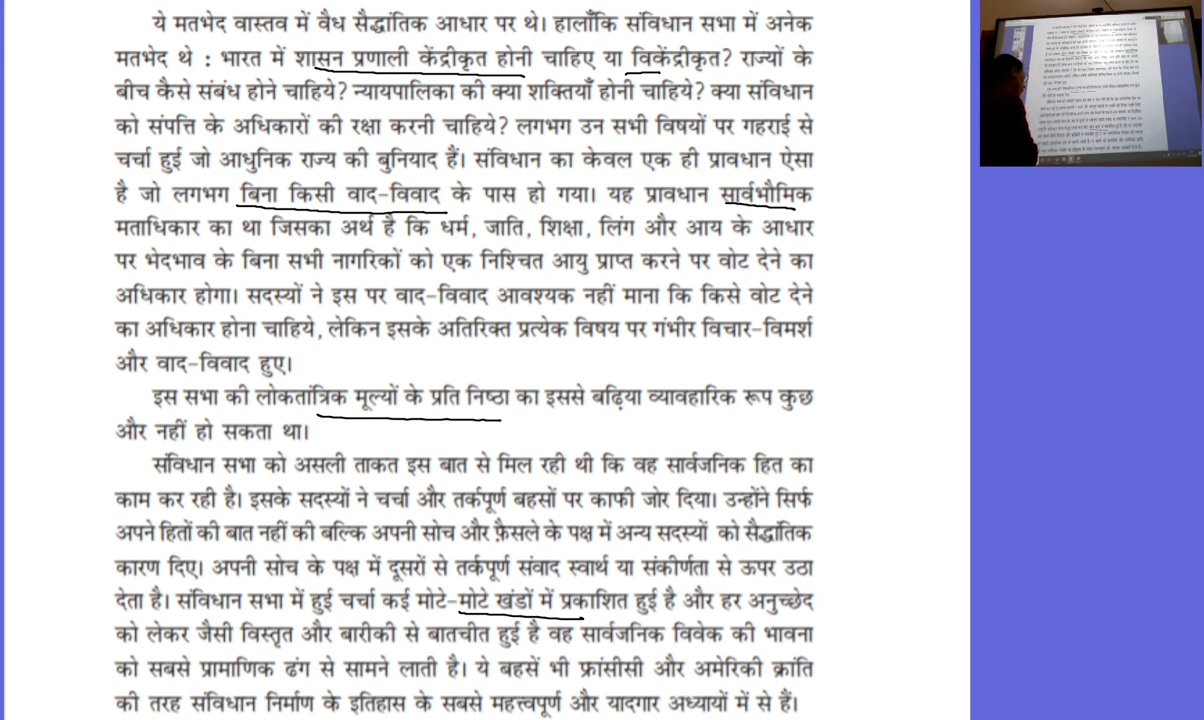 ये मतभेद वास्तव में वैध सैद्धांतिक आधार पर थे। हालाँकि संविधान सभा में अनेक
मतभेद थे : भारत में शासन प्रणाली केंद्रीकृत होनी चाहिए या विकेंद्रीकृत? राज्यों के
बीच कैसे संबंध होने चाहिये? न्यायपालिका की क्या शक्तियाँ होनी चाहिये? क्या संविधान
को संपत्ति के अधिकारों की रक्षा करनी चाहिये? लगभग उन सभी विषयों पर गहराई से
चर्चा हुई जो आधुनिक राज्य की बुनियाद हैं। संविधान का केवल एक ही प्रावधान ऐसा
है जो लगभग बिना किसी वाद-विवाद के पास हो गया। यह प्रावधान सार्वभौमिक
मताधिकार का था जिसका अर्थ है कि धर्म, जाति, शिक्षा, लिंग और आय के आधार
पर भेदभाव के बिना सभी नागरिकों को एक निश्चित आयु प्राप्त करने पर वोट देने का
अधिकार होगा। सदस्यों ने इस पर वाद-विवाद आवश्यक नहीं माना कि किसे वोट देने
का अधिकार होना चाहिये, लेकिन इसके अतिरिक्त प्रत्येक विषय पर गंभीर विचार-विमर्श
और वाद-विवाद हुए।
इस सभा की लोकतांत्रिक मूल्यों के प्रति निष्ठा का इससे बढ़िया व्यावहारिक रूप कुछ
और नहीं हो सकता था।
संविधान सभा को असली ताकत इस बात से मिल रही थी कि वह सार्वजनिक हित का
काम कर रही है। इसके सदस्यों ने चर्चा और तर्कपूर्ण बहसों पर काफी जोर दिया। उन्होंने सिर्फ
अपने हितों की बात नहीं की बल्कि अपनी सोच और फ़ैसले के पक्ष में अन्य सदस्यों को सैद्धांतिक
कारण दिए। अपनी सोच के पक्ष में दूसरों से तर्कपूर्ण संवाद स्वार्थ या संकीर्णता से ऊपर उठा
देता है। संविधान सभा में हुई चर्चा कई मोटे-मोटे खंडों में प्रकाशित हुई है और हर अनुच्छेद
को लेकर जैसी विस्तृत और बारीकी से बातचीत हुई है वह सार्वजनिक विवेक की भावना
को सबसे प्रामाणिक ढंग से सामने लाती है। ये बहसें भी फ्रांसीसी और अमेरिकी क्रांति
की तरह संविधान निर्माण के इतिहास के सबसे महत्त्वपूर्ण और यादगार अध्यायों में से हैं।